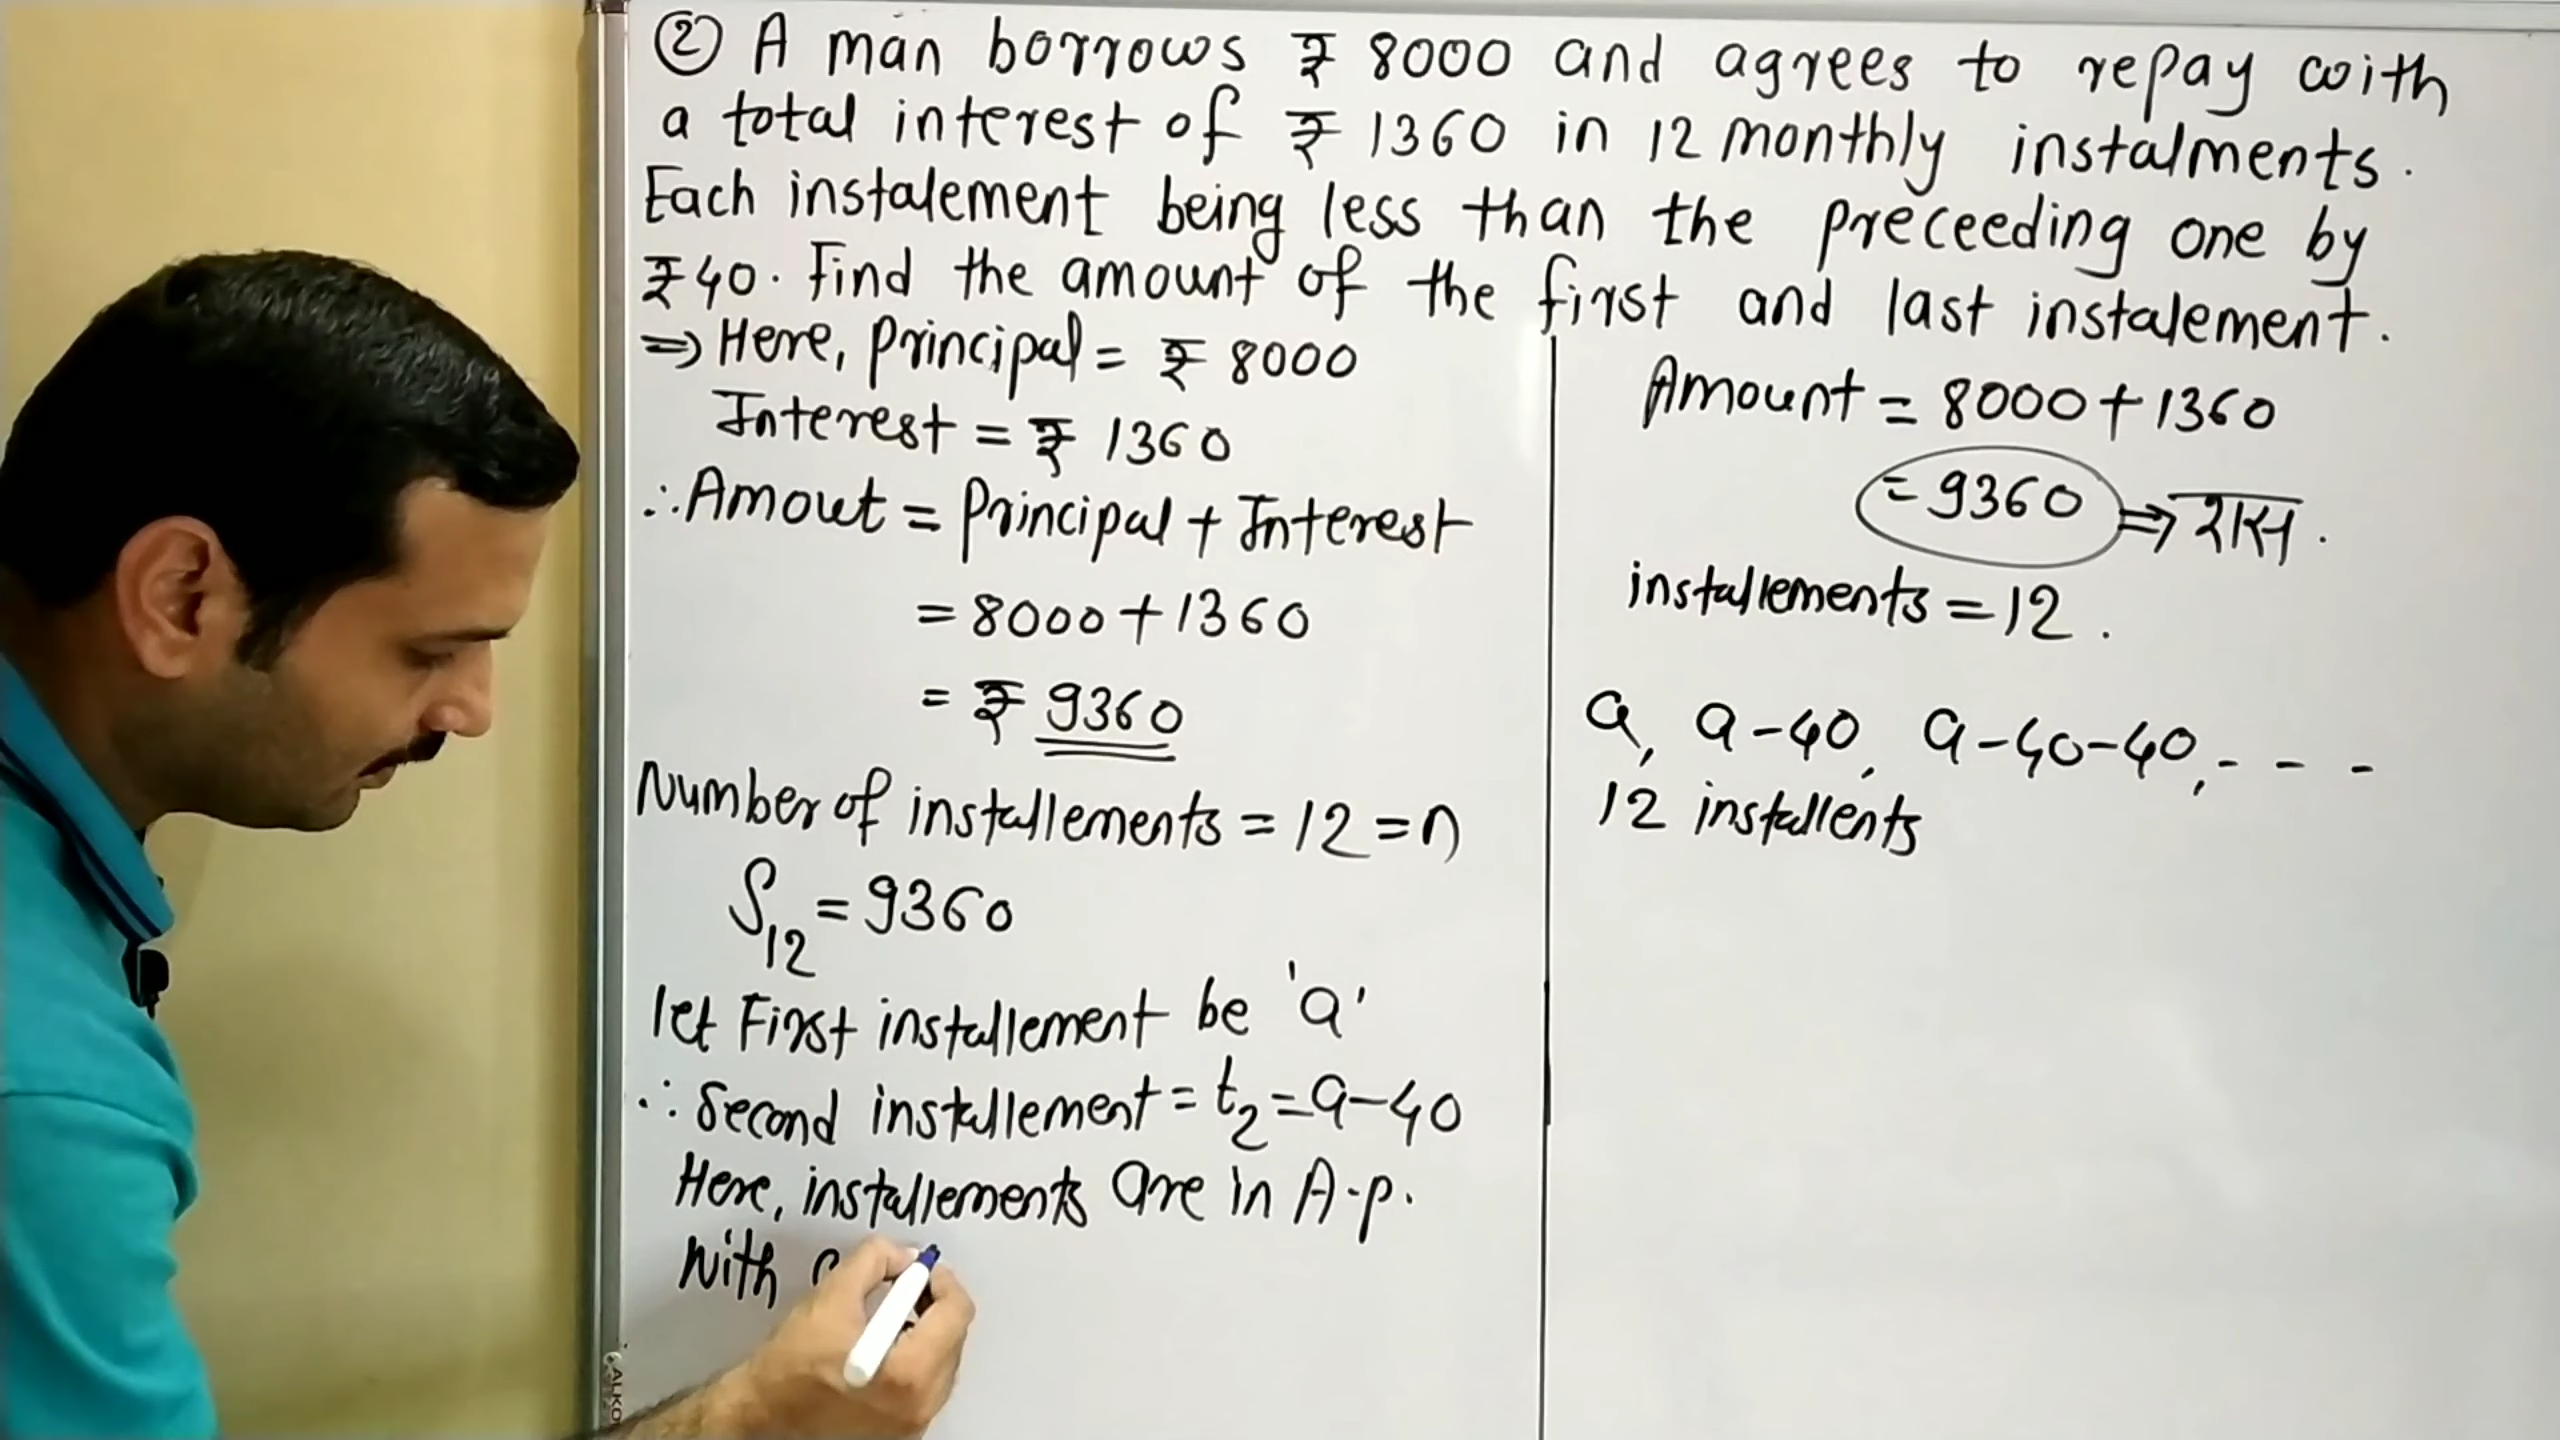 ② A man borrows ₹ 8000 and agrees to repay with
a total interest of ₹ 1360 in 12 monthly instalments.
Each instalement being less than the preceeding one by
₹40. Find the amount of the first and last instalement.
⇒ Here, Principal = ₹ 8000
Interest = ₹ 1360
∴ Amout = Principal + Interest
= 8000 + 1360
= ₹ 9360
Number of installements = 12 = n
S₁₂ = 9360
let First installement be 'a'
∴ Second installement = t₂ = a-40
Here, installements are in A.P.
With
Amount = 8000 + 1360
= 9360 ⇒
installements = 12.
a, a-40, a-40-40, - - -
12 installents
ALKO